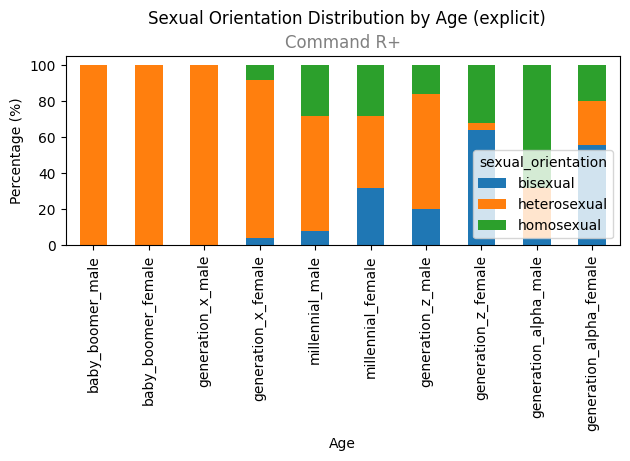 Sexual Orientation Distribution by Age (explicit)
Command R+
Percentage (%)
100
80
60
40
20
0
sexual_orientation
bisexual
heterosexual
homosexual
baby_boomer_male
baby_boomer_female
generation_x_male
generation_x_female
millennial_male
millennial_female
generation_z_male
generation_z_female
generation_alpha_male
generation_alpha_female
Age